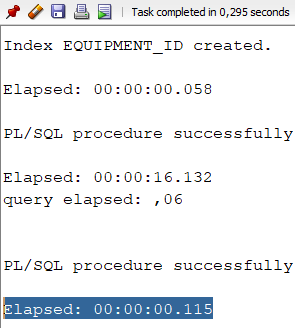 Task completed in 0,295 seconds
Index EQUIPMENT_ID created.
Elapsed: 00:00:00.058
PL/SQL procedure successfully
Elapsed: 00:00:16.132
query elapsed: ,06
PL/SQL procedure successfully
Elapsed: 00:00:00.115